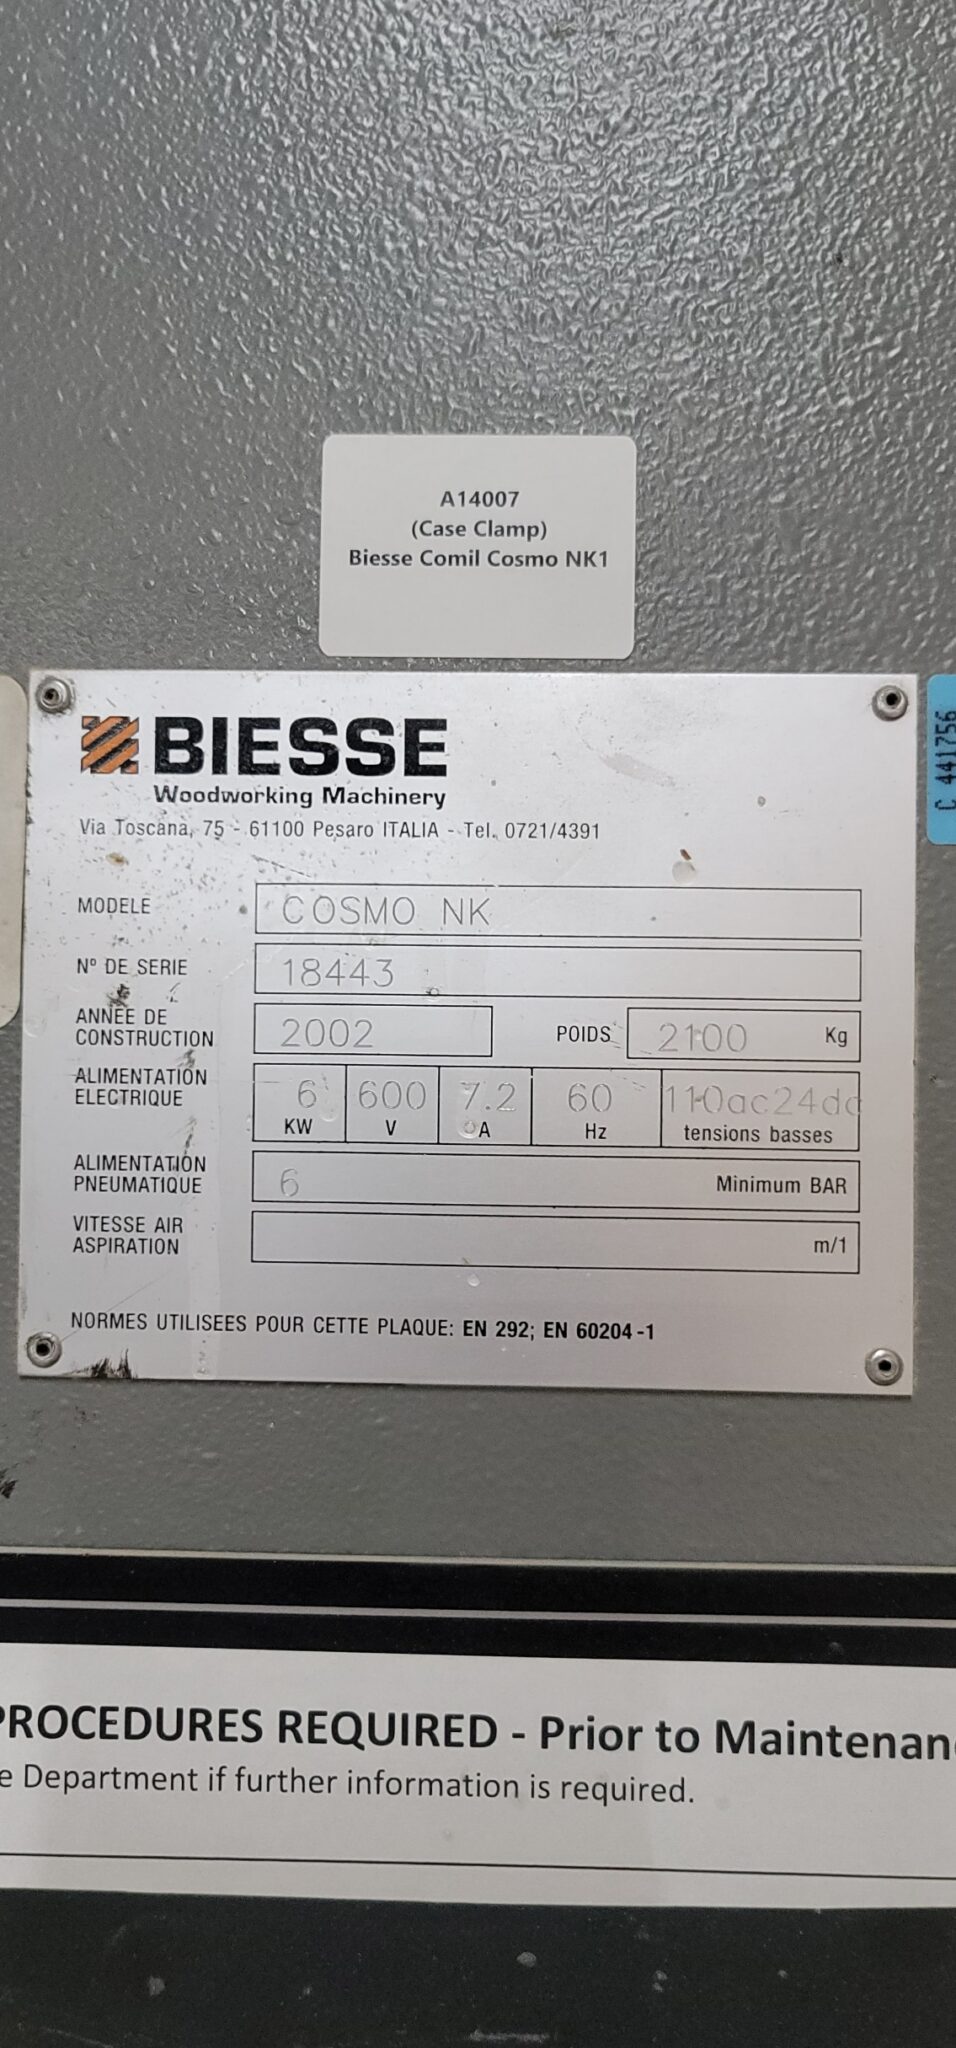 A14007
(Case Clamp)
Biesse Comil Cosmo NK1
BIESSE
Woodworking Machinery
Via Toscana, 75 - 61100 Pesaro ITALIA - Tel. 0721/4391
C 441756
MODELE COSMO NK
N° DE SERIE 18443
ANNÉE DE CONSTRUCTION 2002 POIDS 2100 Kg
ALIMENTATION ELECTRIQUE 6 KW 600 V 7.2 A 60 Hz 110ac24dc tensions basses
ALIMENTATION PNEUMATIQUE 6 Minimum BAR
VITESSE AIR ASPIRATION m/1
NORMES UTILISEES POUR CETTE PLAQUE: EN 292; EN 60204-1
PROCEDURES REQUIRED - Prior to Maintenan
e Department if further information is required.